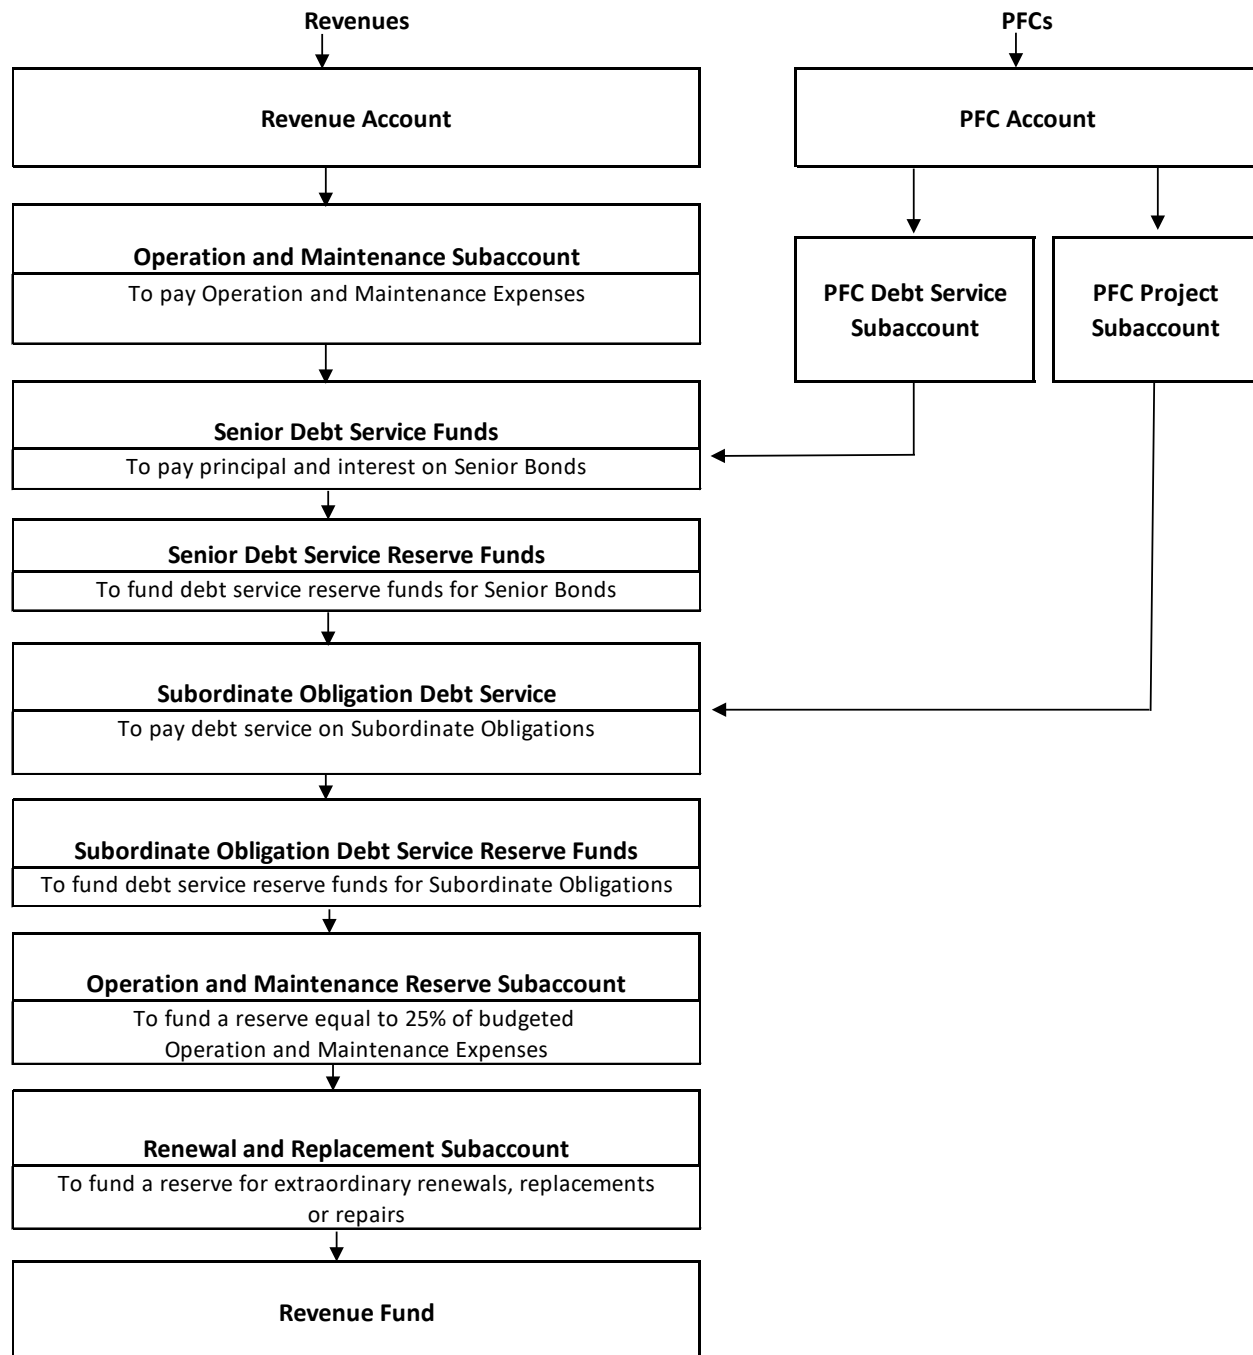 Revenues
PFCs
Revenue Account
PFC Account
Operation and Maintenance Subaccount
To pay Operation and Maintenance Expenses
PFC Debt Service
Subaccount
PFC Project
Subaccount
Senior Debt Service Funds
To pay principal and interest on Senior Bonds
Senior Debt Service Reserve Funds
To fund debt service reserve funds for Senior Bonds
Subordinate Obligation Debt Service
To pay debt service on Subordinate Obligations
Subordinate Obligation Debt Service Reserve Funds
To fund debt service reserve funds for Subordinate Obligations
Operation and Maintenance Reserve Subaccount
To fund a reserve equal to 25% of budgeted
Operation and Maintenance Expenses
Renewal and Replacement Subaccount
To fund a reserve for extraordinary renewals, replacements
or repairs
Revenue Fund